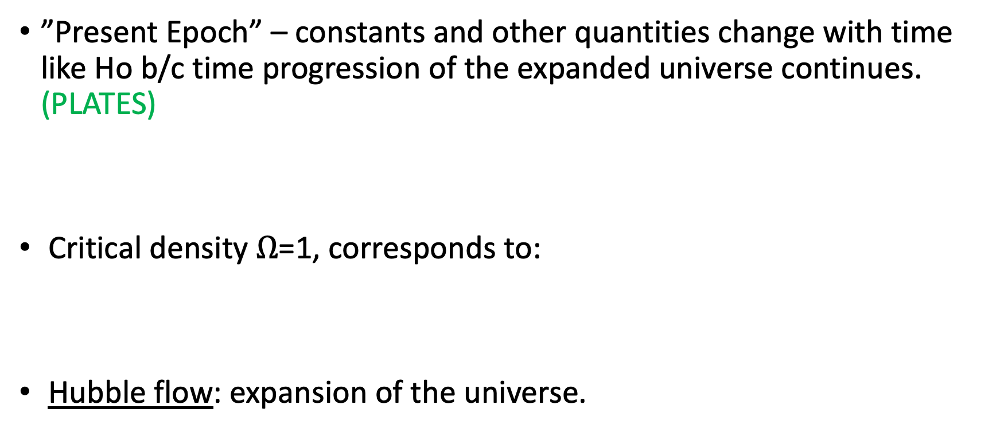 • ”Present Epoch” – constants and other quantities change with time
like Ho b/c time progression of the expanded universe continues.
(PLATES)
• Critical density Ω=1, corresponds to:
• Hubble flow: expansion of the universe.